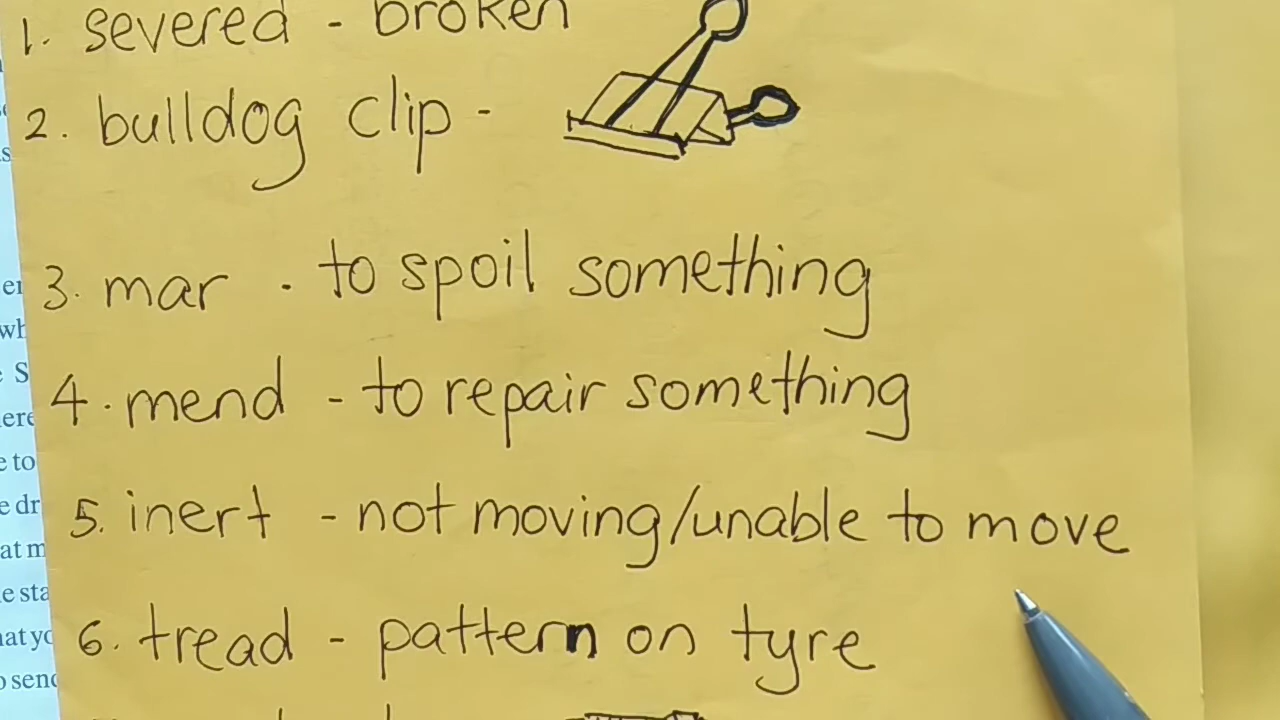 1. severed - broken
2. bulldog clip -
3. mar - to spoil something
4. mend - to repair something
5. inert - not moving/unable to move
6. tread - pattern on tyre